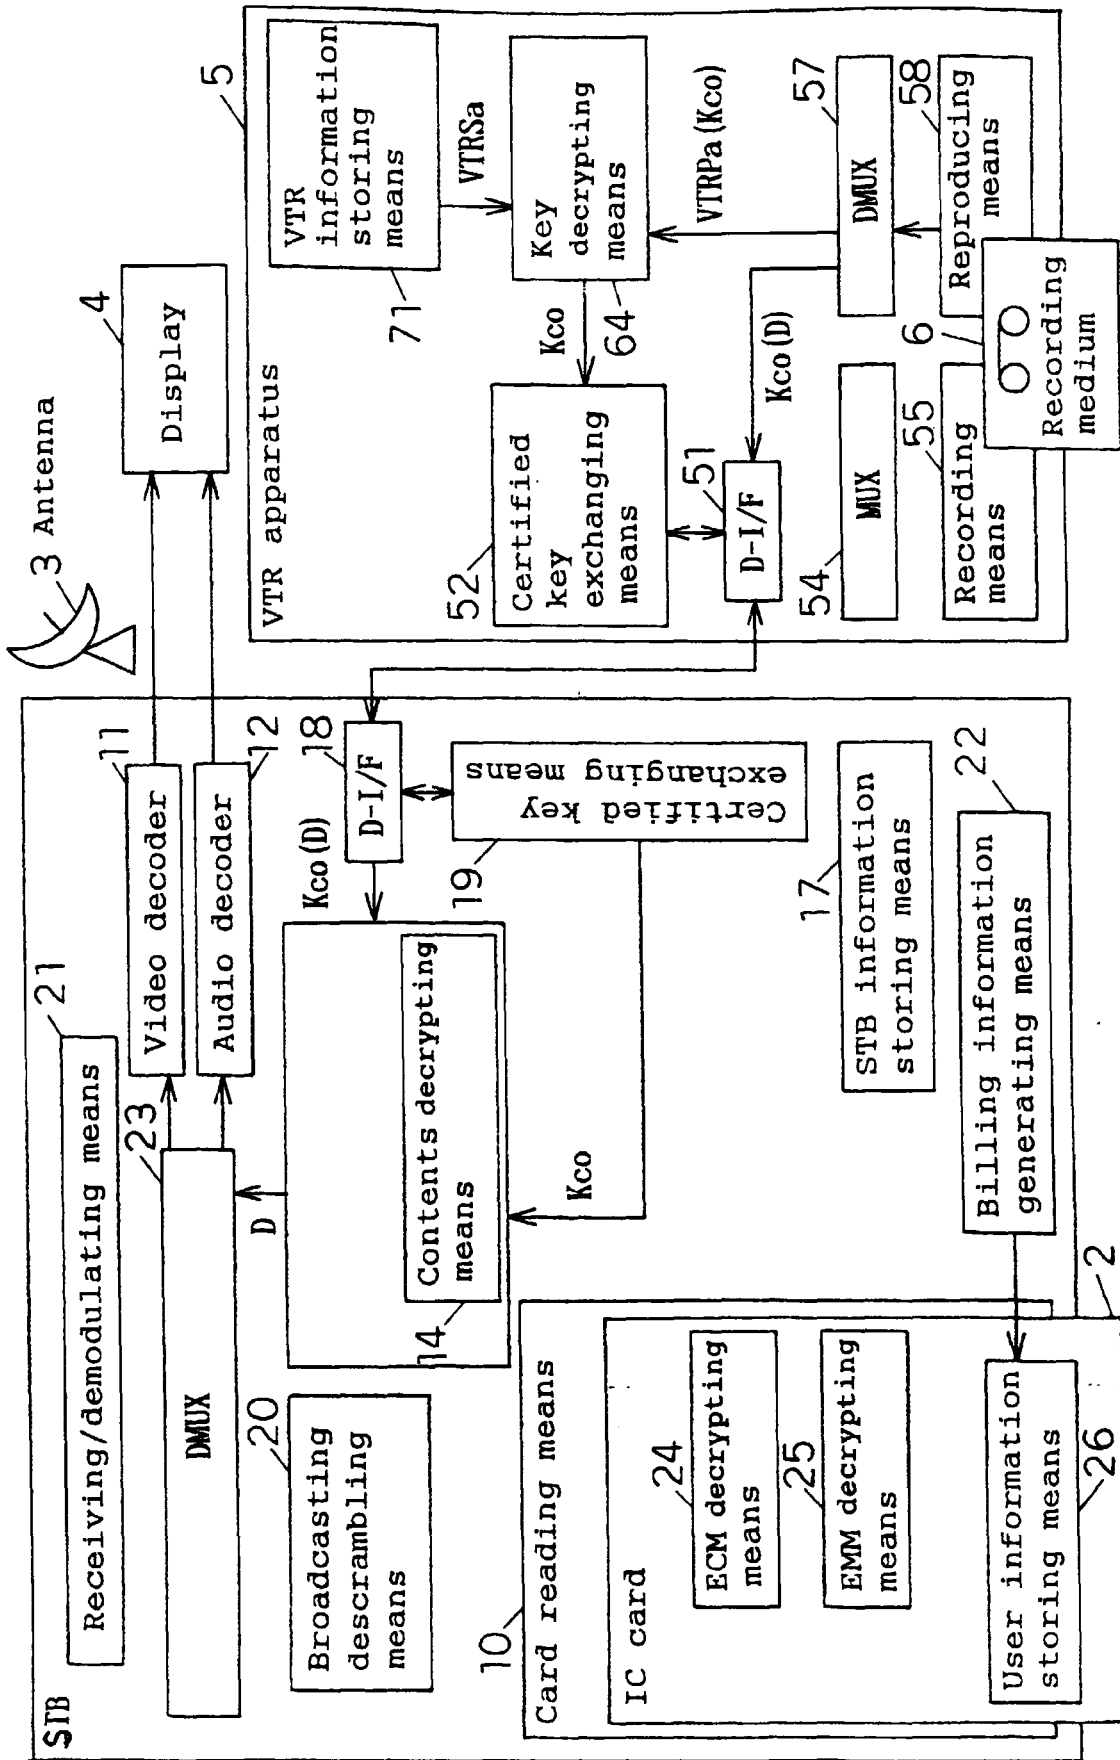 STB
Receiving/demodulating means
21
DMUX
23
Video decoder
11
Audio decoder
12
3
Antenna
Display
4
Broadcasting
descrambling
means
20
D
Contents decrypting
means
14
Kco(D)
D-I/F
18
Certified key
exchanging means
19
Kco
STB information
storing means
17
Billing information
generating means
22
Card reading means
10
IC card
2
ECM decrypting
means
24
EMM decrypting
means
25
User information
storing means
26
VTR apparatus
5
VTR
information
storing
means
71
VTRSa
Key
decrypting
means
64
Kco
Certified
key
exchanging
means
52
D-I/F
51
Kco(D)
VTRPa(Kco)
MUX
54
DMUX
57
Recording
means
55
Reproducing
means
58
6
Recording
medium